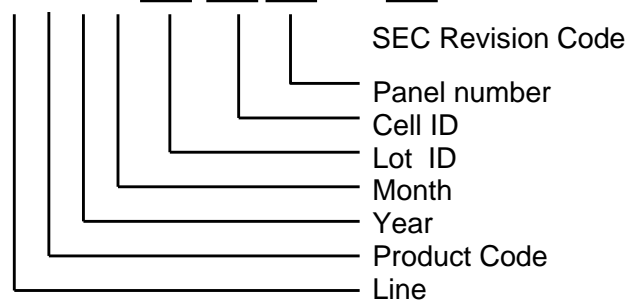 SEC Revision Code
Panel number
Cell ID
Lot ID
Month
Year
Product Code
Line